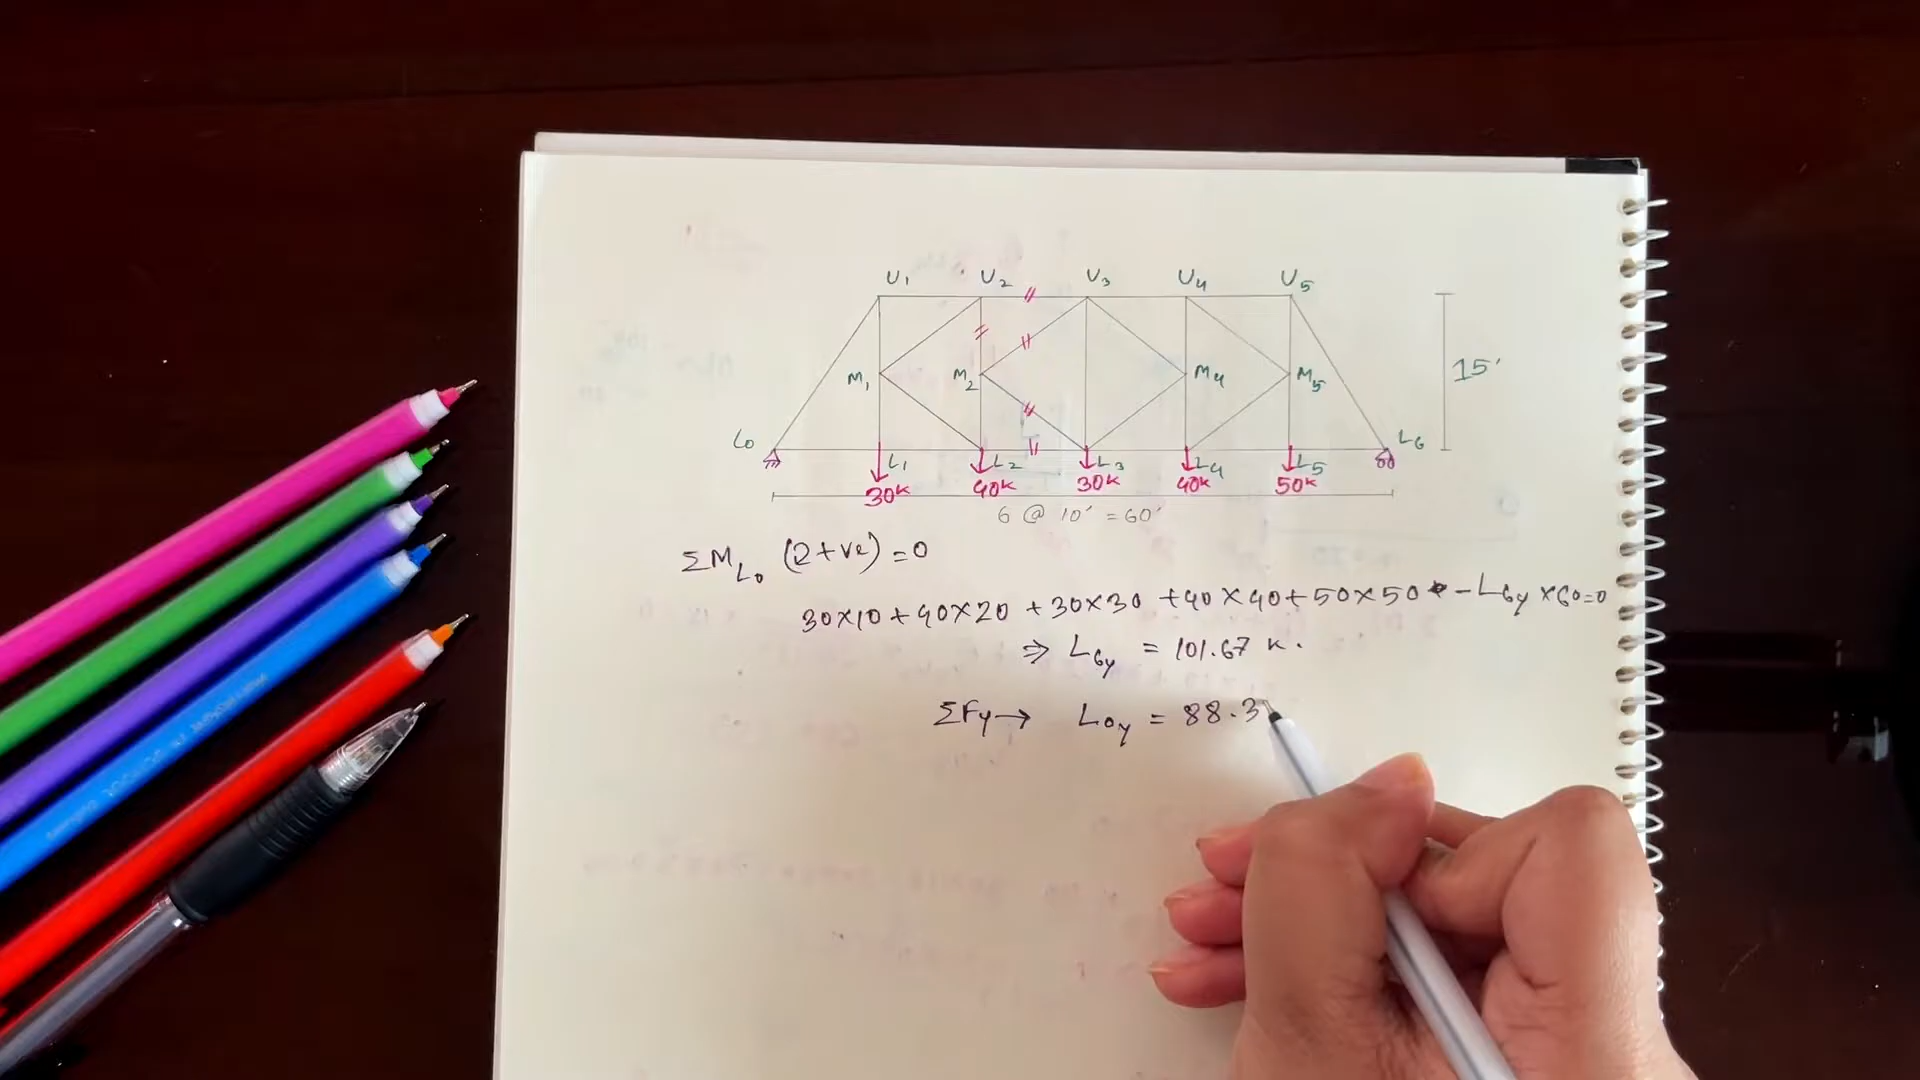 U1 U2 U3 U4 U5
M1 M2 M4 M5 15'
L0 L6
L1 L2 L3 L4 L5
30k 40k 30k 40k 50k
6 @ 10' = 60'
ΣM_L0 (2+ve) = 0
30×10 + 40×20 + 30×30 + 40×40 + 50×50 - L6y ×60=0
⇒ L6y = 101.67 k.
ΣFy → L0y = 88.3